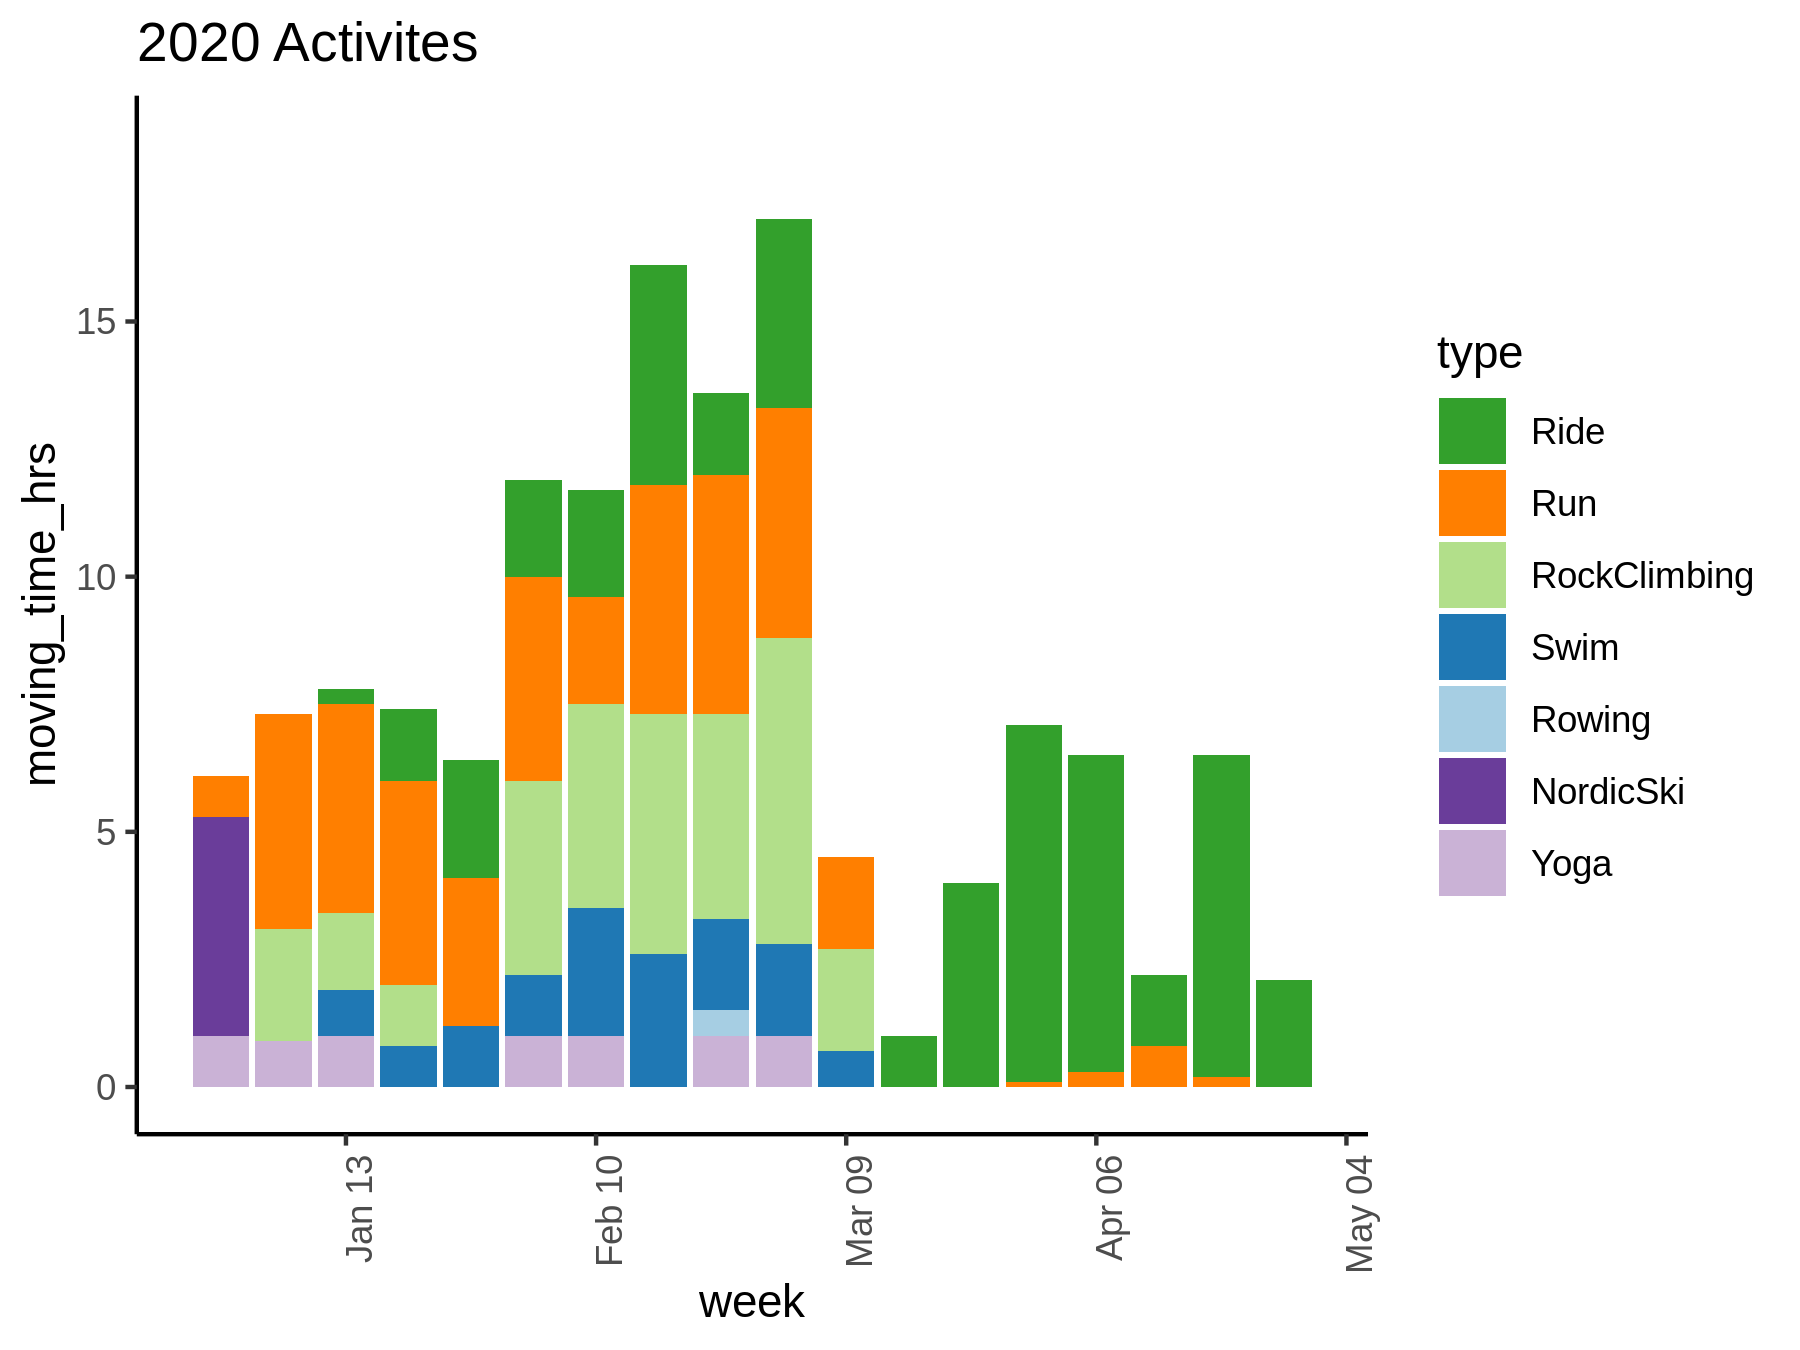 2020 Activites
moving_time_hrs
15
10
5
0
Jan 13
Feb 10
Mar 09
Apr 06
May 04
week
type
Ride
Run
RockClimbing
Swim
Rowing
NordicSki
Yoga